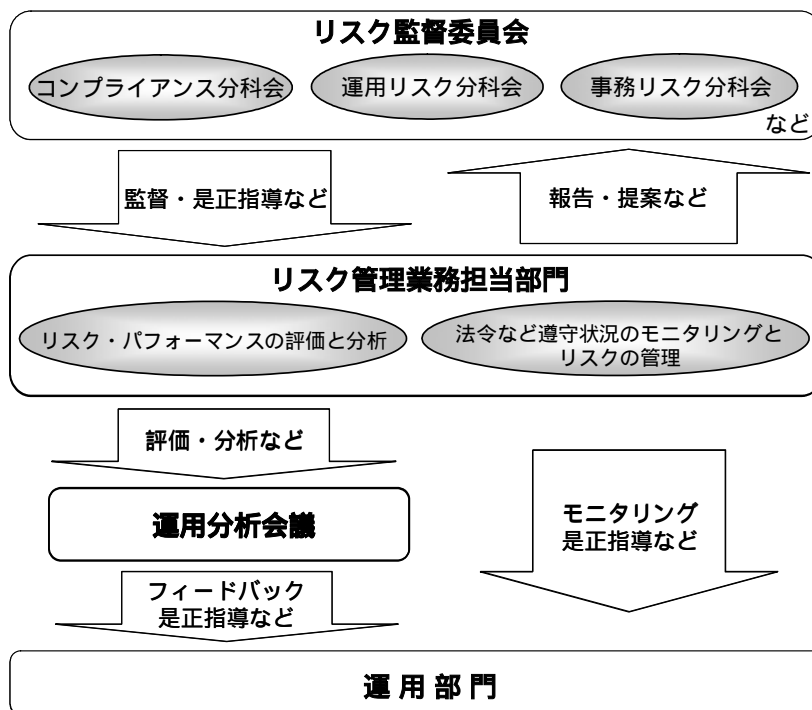 リスク監督委員会
コンプライアンス分科会
運用リスク分科会
事務リスク分科会
など
監督・是正指導など
報告・提案など
リスク管理業務担当部門
リスク・パフォーマンスの評価と分析
法令など遵守状況のモニタリングと
リスクの管理
評価・分析など
運用分析会議
モニタリング
是正指導など
フィードバック
是正指導など
運 用 部 門